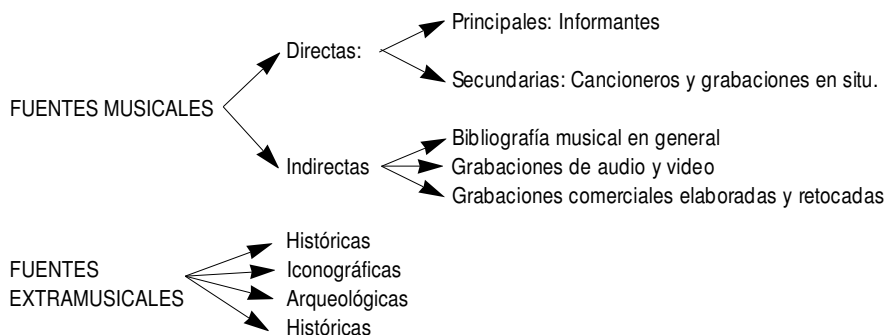 Principales: Informantes
Directas:
Secundarias: Cancioneros y grabaciones en situ.
FUENTES MUSICALES
Bibliografía musical en general
Indirectas
Grabaciones de audio y video
Grabaciones comerciales elaboradas y retocadas
Históricas
FUENTES
Iconográficas
EXTRAMUSICALES
Arqueológicas
Históricas